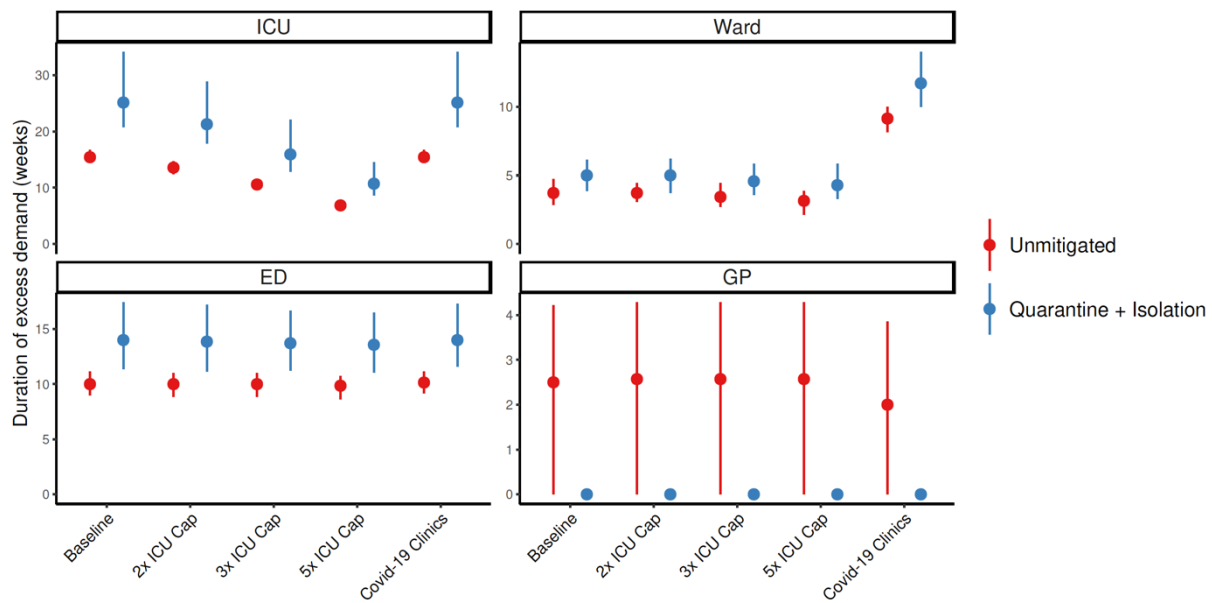 ICU
Ward
Duration of excess demand (weeks)
30
20
10
0
10
5
0
ED
GP
15
10
5
0
4
3
2
1
0
Baseline
2x ICU Cap
3x ICU Cap
5x ICU Cap
Covid-19 Clinics
Baseline
2x ICU Cap
3x ICU Cap
5x ICU Cap
Covid-19 Clinics
Unmitigated
Quarantine + Isolation